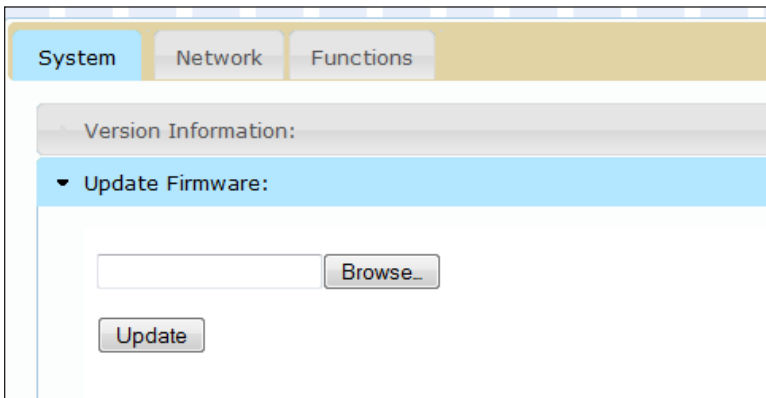 System Network Functions
Version Information:
Update Firmware:
Browse…
Update